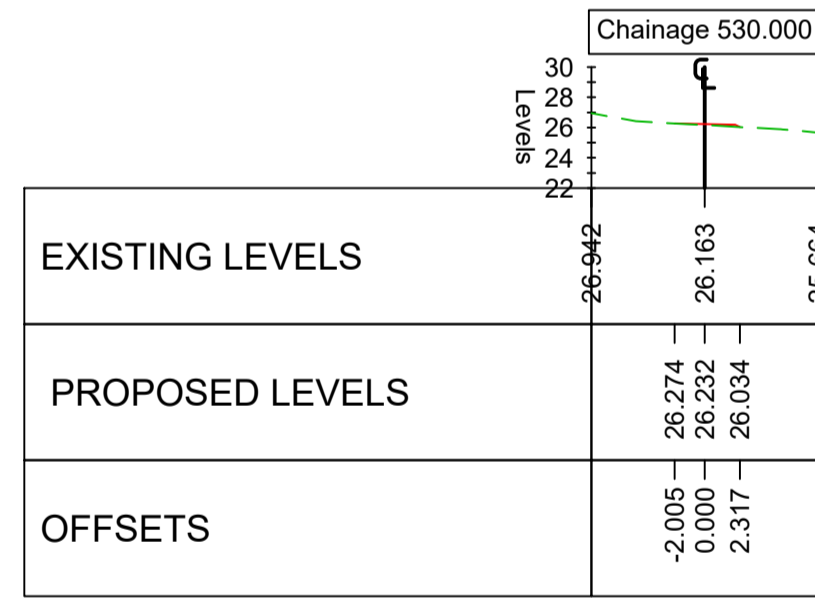 Chainage 530.000
30
28
26
24
22
Levels
CL
EXISTING LEVELS
26.942
26.163
PROPOSED LEVELS
26.274
26.232
26.034
OFFSETS
-2.005
0.000
2.317